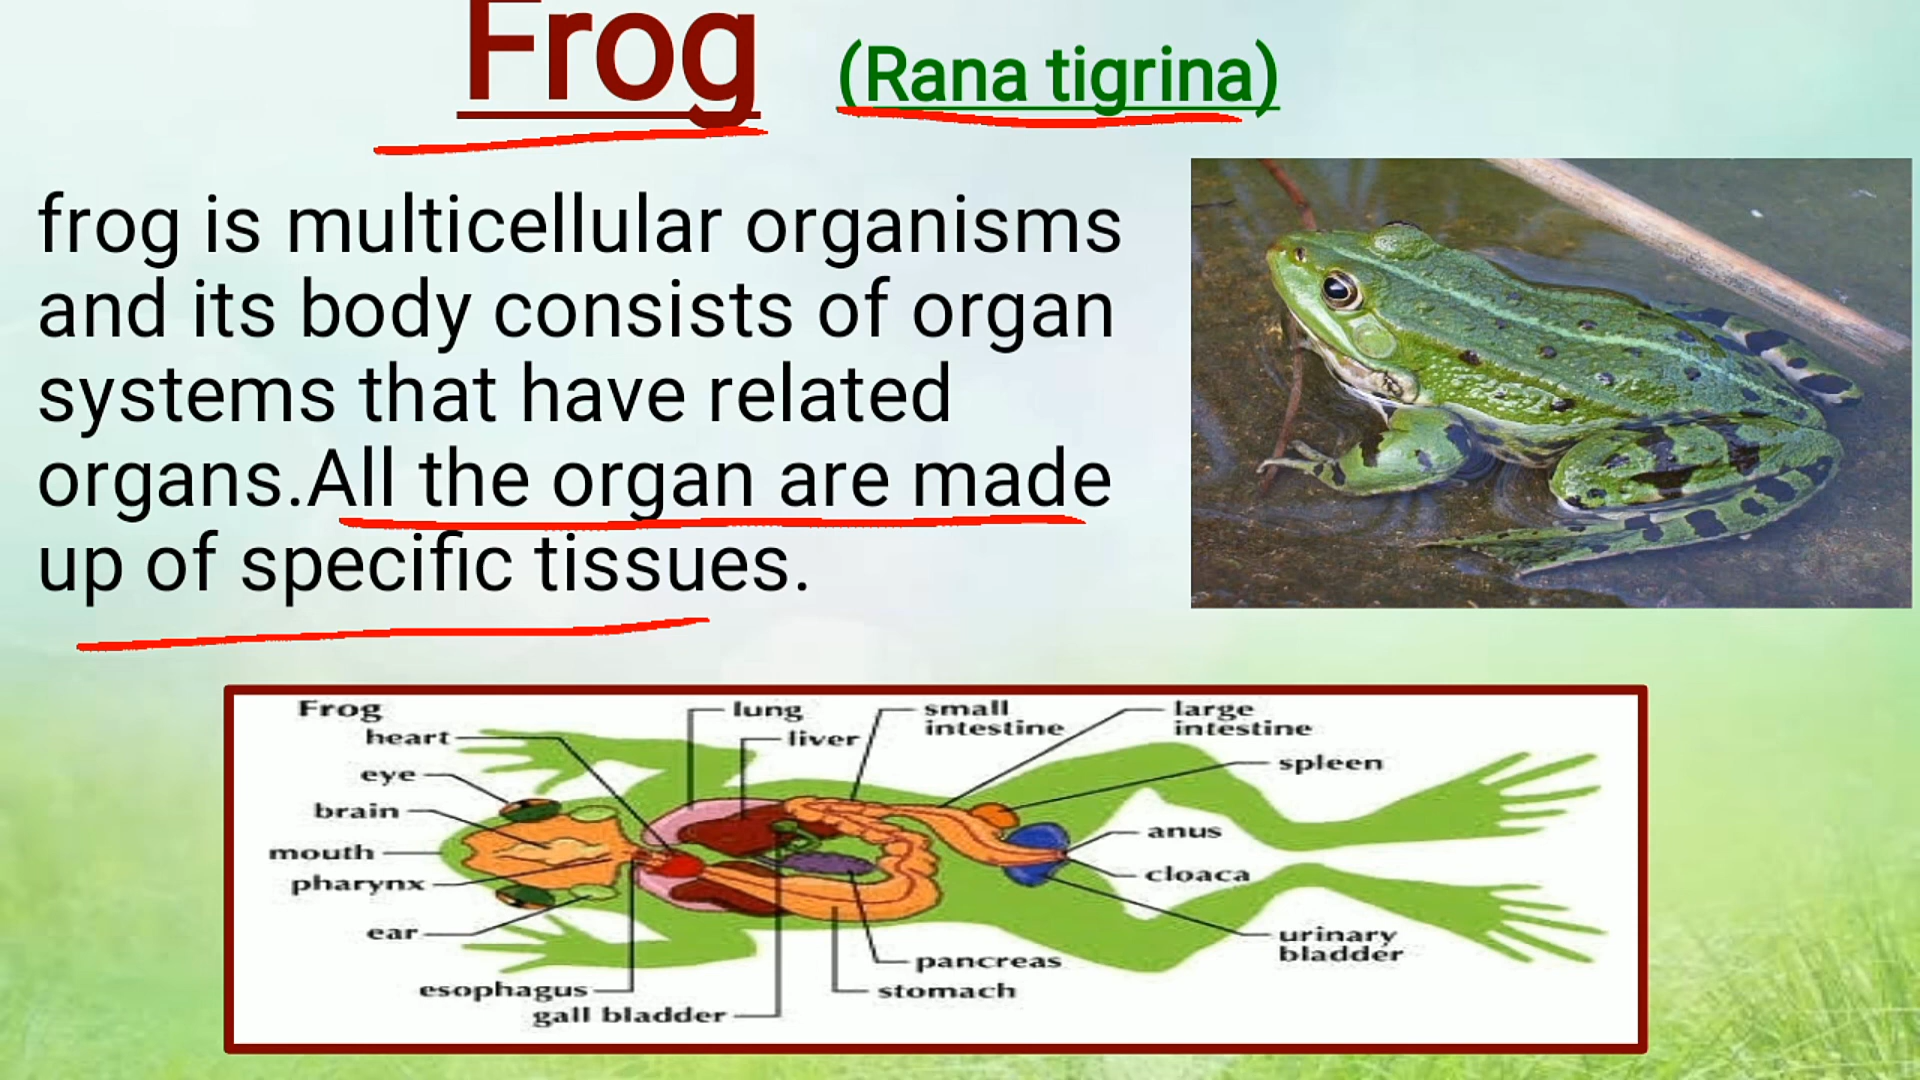 Frog (Rana tigrina)
frog is multicellular organisms
and its body consists of organ
systems that have related
organs.All the organ are made
up of specific tissues.
Frog
heart
eye
brain
mouth
pharynx
ear
esophagus
gall bladder
lung
liver
small
intestine
large
intestine
spleen
anus
cloaca
urinary
bladder
pancreas
stomach